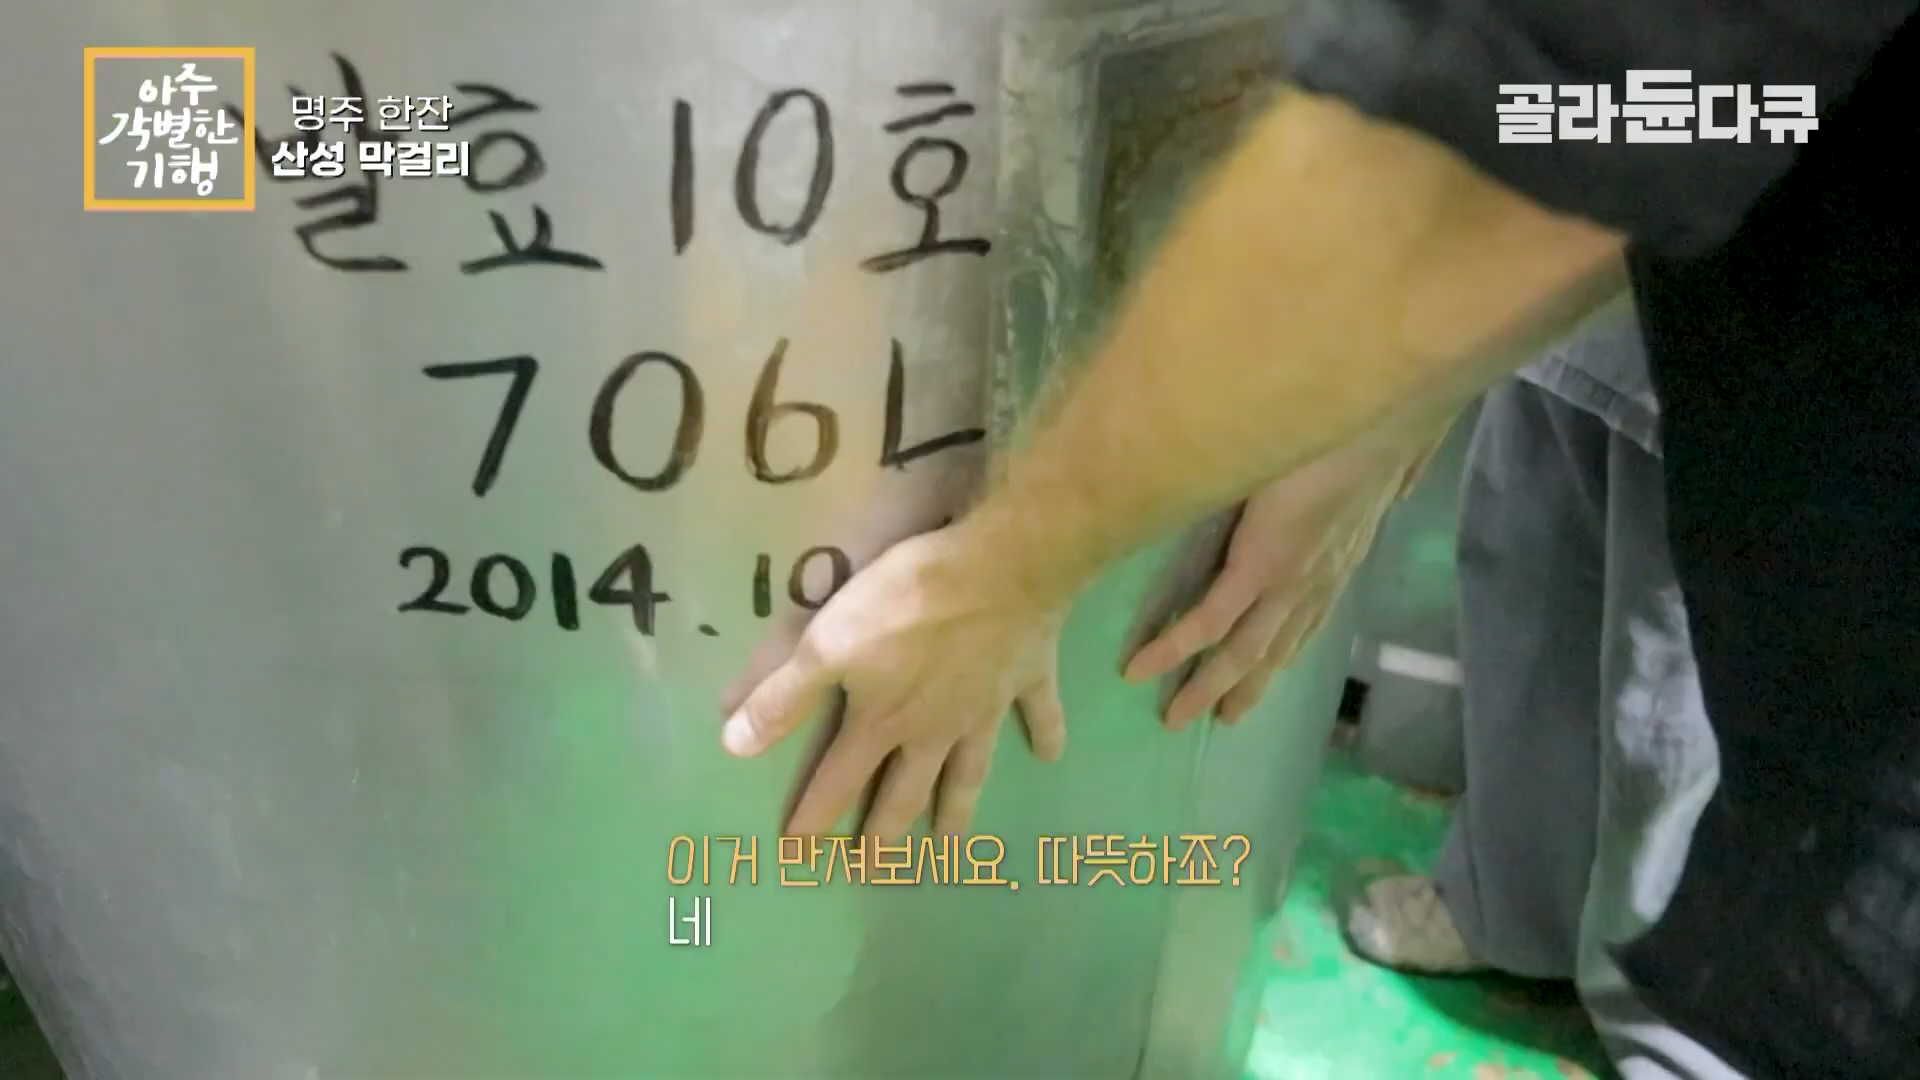 아주
각별한
기행
명주 한잔
산성 막걸리
골라둔다큐
발효 10호
706L
2014. 10
이거 만져보세요. 따뜻하죠?
네